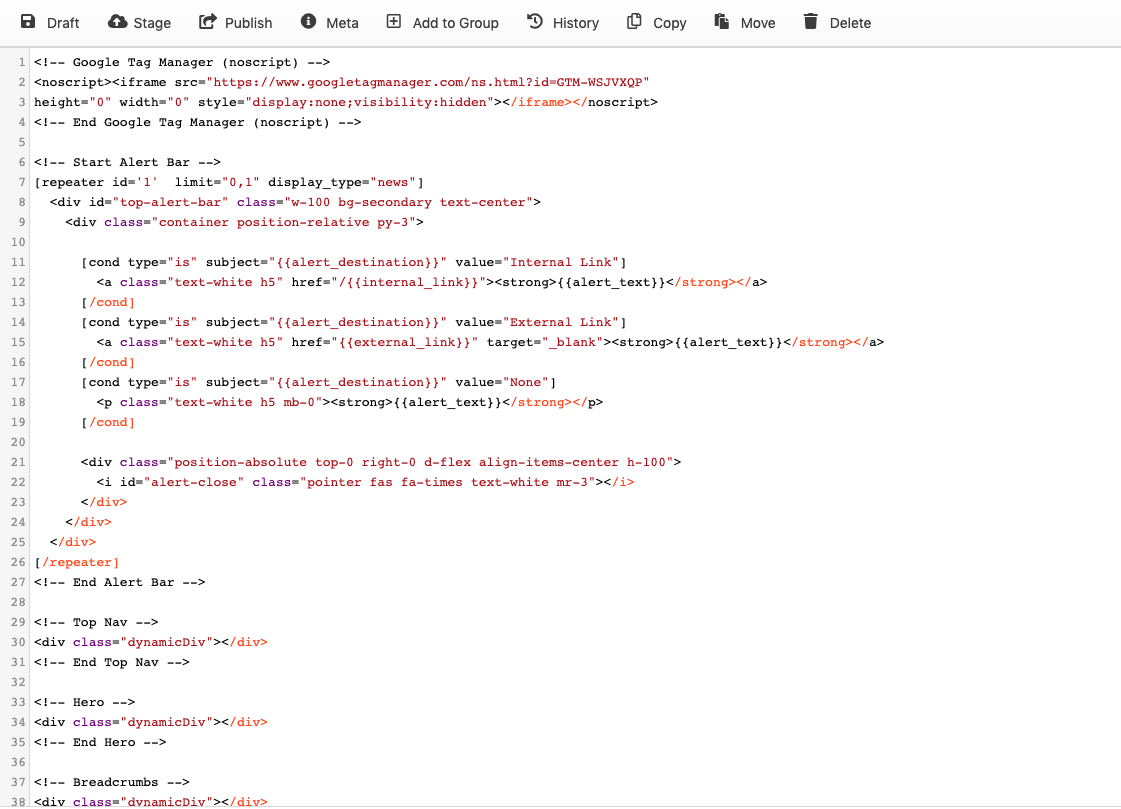 Draft Stage Publish Meta Add to Group History Copy Move Delete
1 <!-- Google Tag Manager (noscript) -->
2 <noscript><iframe src="https://www.googletagmanager.com/ns.html?id=GTM-WSJVXQP"
3 height="0" width="0" style="display:none;visibility:hidden"></iframe></noscript>
4 <!-- End Google Tag Manager (noscript) -->
5
6 <!-- Start Alert Bar -->
7 [repeater id='1'  limit="0,1" display_type="news"]
8   <div id="top-alert-bar" class="w-100 bg-secondary text-center">
9     <div class="container position-relative py-3">
10
11       [cond type="is" subject="{{alert_destination}}" value="Internal Link"]
12         <a class="text-white h5" href="/{{internal_link}}"><strong>{{alert_text}}</strong></a>
13       [/cond]
14       [cond type="is" subject="{{alert_destination}}" value="External Link"]
15         <a class="text-white h5" href="{{external_link}}" target="_blank"><strong>{{alert_text}}</strong></a>
16       [/cond]
17       [cond type="is" subject="{{alert_destination}}" value="None"]
18         <p class="text-white h5 mb-0"><strong>{{alert_text}}</strong></p>
19       [/cond]
20
21       <div class="position-absolute top-0 right-0 d-flex align-items-center h-100">
22         <i id="alert-close" class="pointer fas fa-times text-white mr-3"></i>
23       </div>
24     </div>
25   </div>
26 [/repeater]
27 <!-- End Alert Bar -->
28
29 <!-- Top Nav -->
30 <div class="dynamicDiv"></div>
31 <!-- End Top Nav -->
32
33 <!-- Hero -->
34 <div class="dynamicDiv"></div>
35 <!-- End Hero -->
36
37 <!-- Breadcrumbs -->
38 <div class="dynamicDiv"></div>